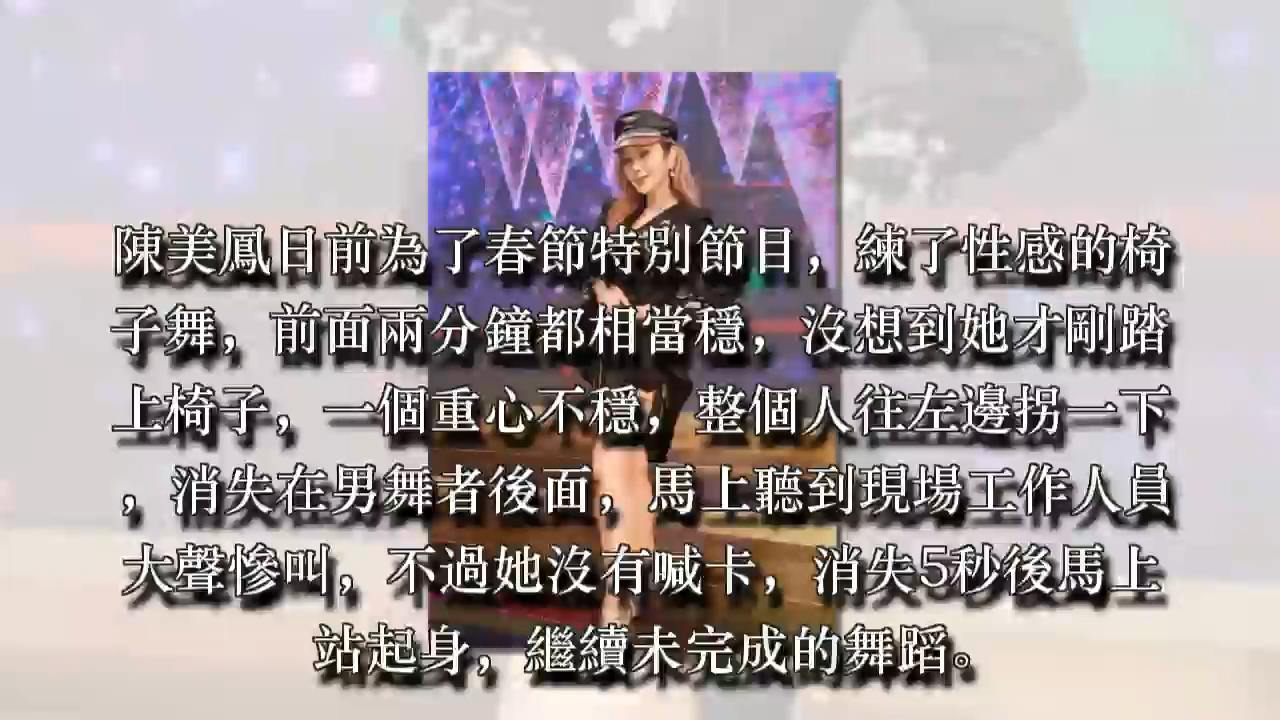 陳美鳳日前為了春節特別節目，練了性感的椅
子舞，前面兩分鐘都相當穩，沒想到她才剛踏
上椅子，一個重心不穩，整個人往左邊拐一下
，消失在男舞者後面，馬上聽到現場工作人員
大聲慘叫，不過她沒有喊卡，消失5秒後馬上
站起身，繼續未完成的舞蹈。